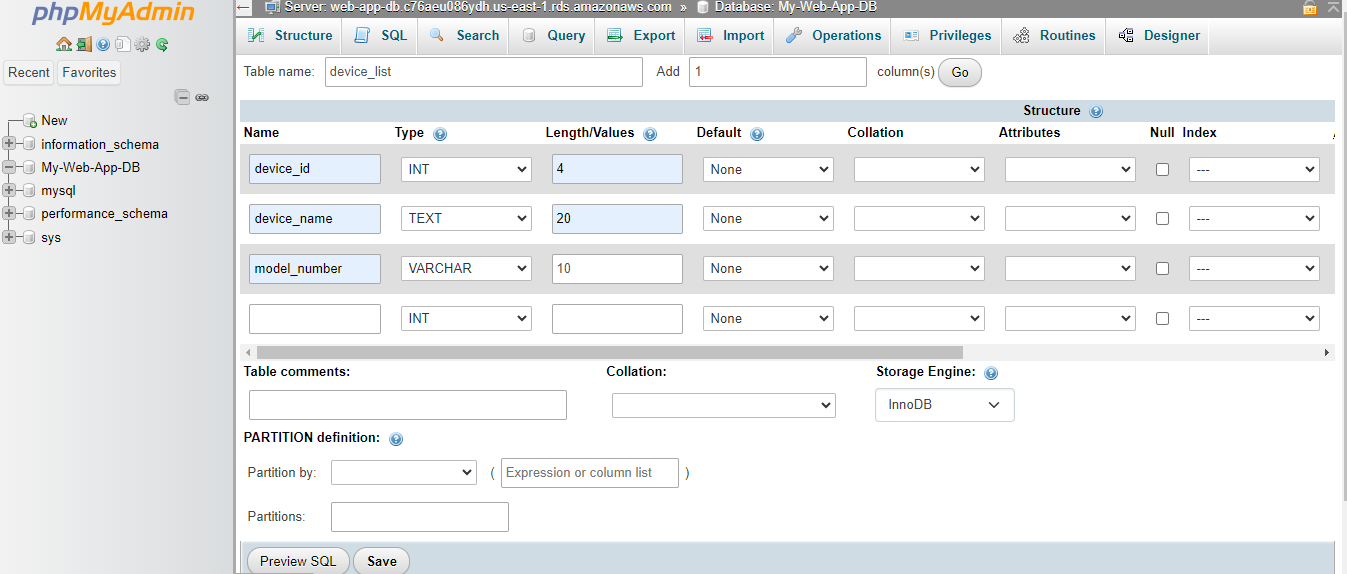 phpMyAdmin
Server: web-app-db.c76aeu086ydh.us-east-1.rds.amazonaws.com » Database: My-Web-App-DB
Structure SQL Search Query Export Import Operations Privileges Routines Designer
Recent Favorites
New
information_schema
My-Web-App-DB
mysql
performance_schema
sys
Table name: device_list Add 1 column(s) Go
Structure
Name Type Length/Values Default Collation Attributes Null Index
device_id INT 4 None ---
device_name TEXT 20 None ---
model_number VARCHAR 10 None ---
INT None ---
Table comments: Collation: Storage Engine:
InnoDB
PARTITION definition:
Partition by: ( Expression or column list )
Partitions:
Preview SQL Save